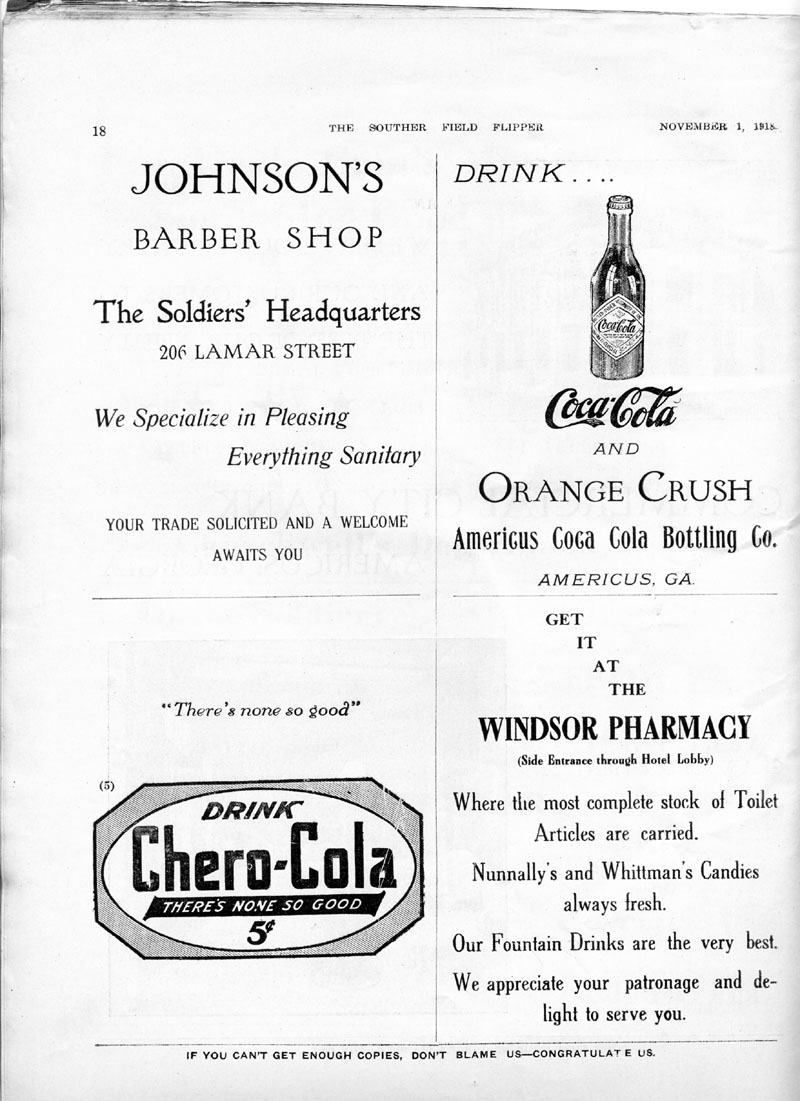 18
THE SOUTHER FIELD FLIPPER
NOVEMBER 1, 1918.
JOHNSON'S
BARBER SHOP
The Soldiers' Headquarters
206 LAMAR STREET
We Specialize in Pleasing
Everything Sanitary
YOUR TRADE SOLICITED AND A WELCOME
AWAITS YOU
"There's none so good"
(5)
DRINK
Chero-Cola
THERE'S NONE SO GOOD
5¢
DRINK....
Coca-Cola
Coca-Cola
AND
ORANGE CRUSH
Americus Coca Cola Bottling Co.
AMERICUS, GA.
GET
IT
AT
THE
WINDSOR PHARMACY
(Side Entrance through Hotel Lobby)
Where the most complete stock of Toilet
Articles are carried.
Nunnally's and Whittman's Candies
always fresh.
Our Fountain Drinks are the very best.
We appreciate your patronage and de-
light to serve you.
IF YOU CAN'T GET ENOUGH COPIES, DON'T BLAME US—CONGRATULATE US.